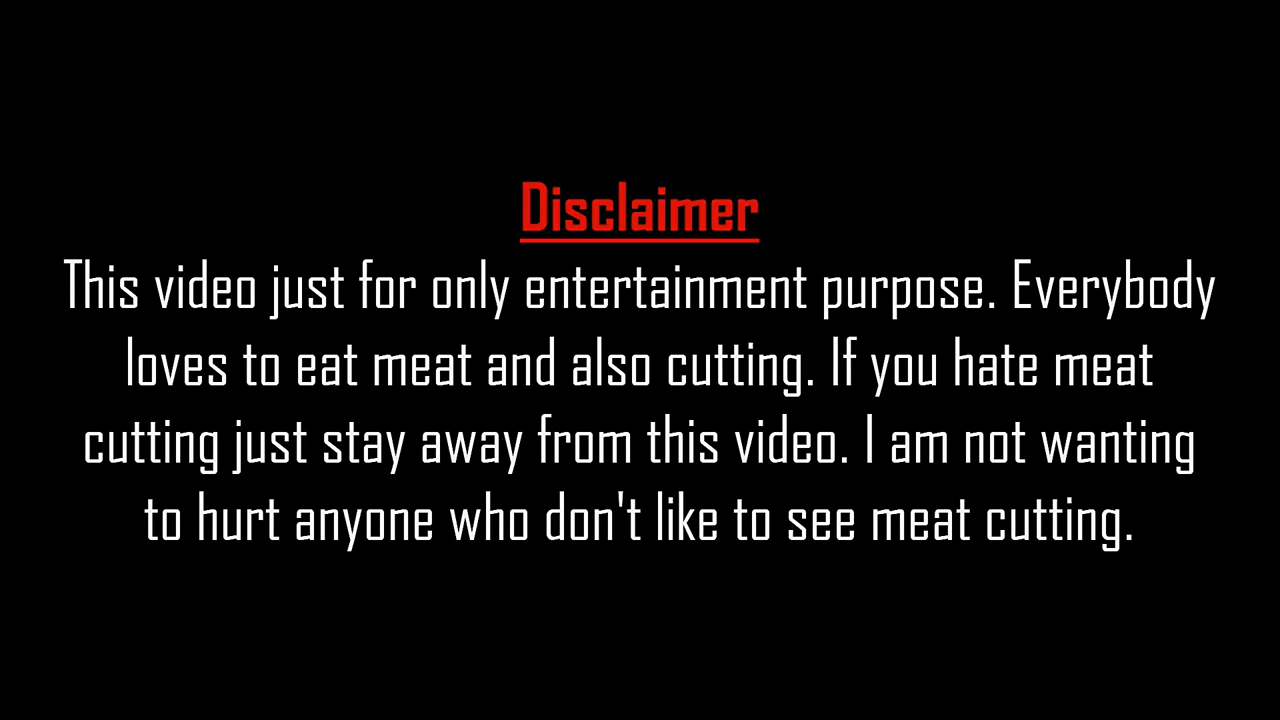 Disclaimer
This video just for only entertainment purpose. Everybody
loves to eat meat and also cutting. If you hate meat
cutting just stay away from this video. I am not wanting
to hurt anyone who don't like to see meat cutting.